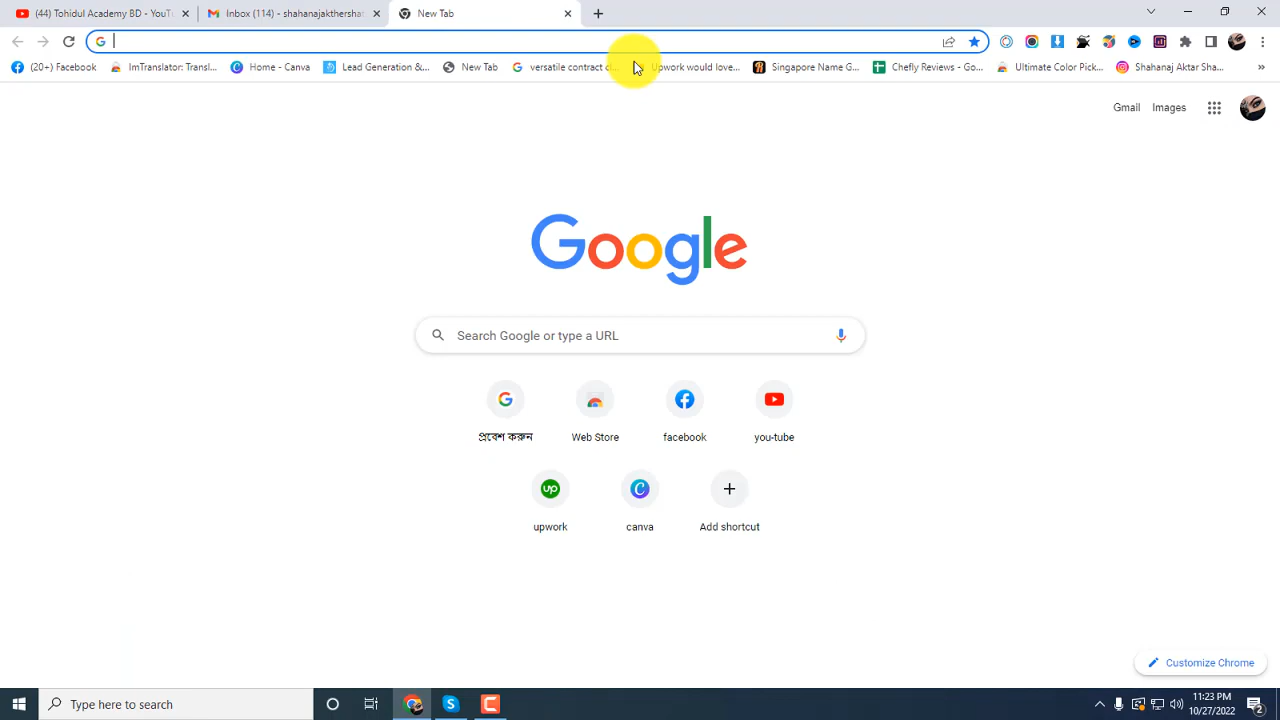 (44) Tohidul Academy BD - YouTu
Inbox (114) - shahanajakthershar
New Tab
(20+) Facebook
ImTranslator: Transl...
Home - Canva
Lead Generation &...
New Tab
versatile contract cl...
Upwork would love...
Singapore Name G...
Chefly Reviews - Go...
Ultimate Color Pick...
Shahanaj Aktar Sha...
»
Gmail
Images
Google
Search Google or type a URL
প্রবেশ করুন
Web Store
facebook
you-tube
upwork
canva
Add shortcut
Customize Chrome
Type here to search
11:23 PM
10/27/2022
2